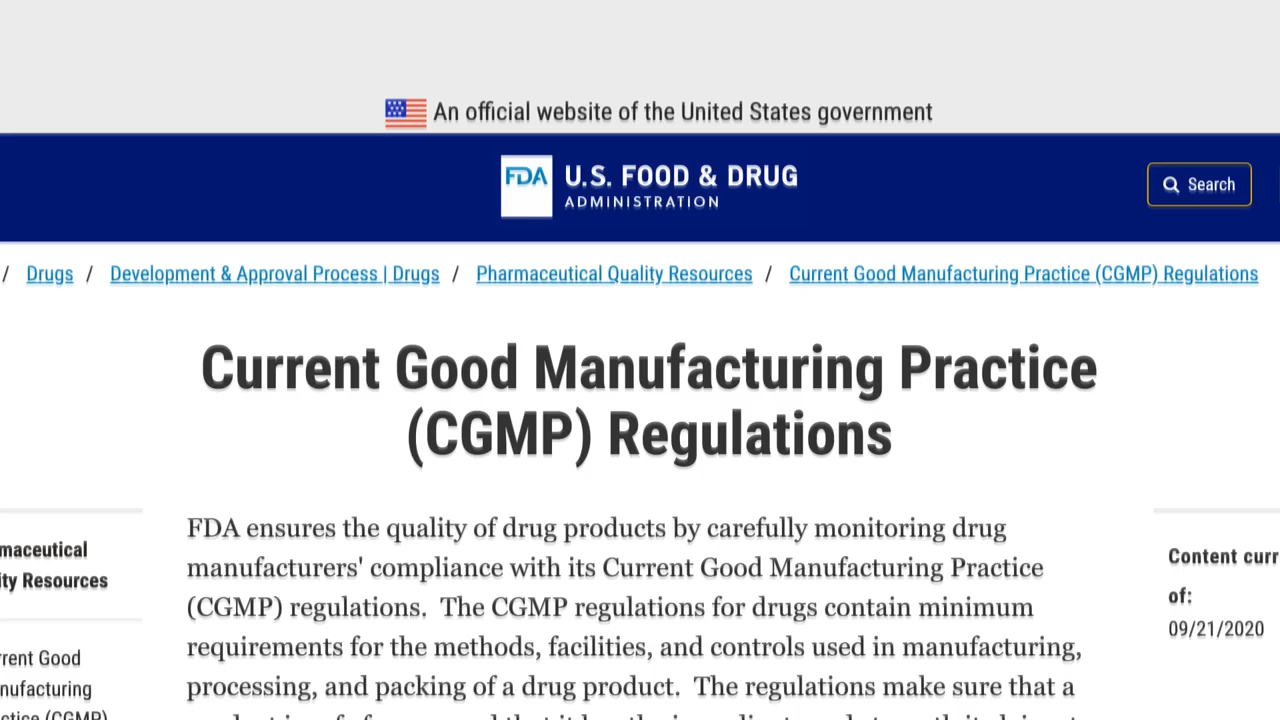 An official website of the United States government
FDA U.S. FOOD & DRUG
ADMINISTRATION
Search
/ Drugs / Development & Approval Process | Drugs / Pharmaceutical Quality Resources / Current Good Manufacturing Practice (CGMP) Regulations
Current Good Manufacturing Practice
(CGMP) Regulations
maceutical
ity Resources
rrent Good
nufacturing
ctice (CGMP)
FDA ensures the quality of drug products by carefully monitoring drug
manufacturers' compliance with its Current Good Manufacturing Practice
(CGMP) regulations.  The CGMP regulations for drugs contain minimum
requirements for the methods, facilities, and controls used in manufacturing,
processing, and packing of a drug product.  The regulations make sure that a
Content curr
of:
09/21/2020